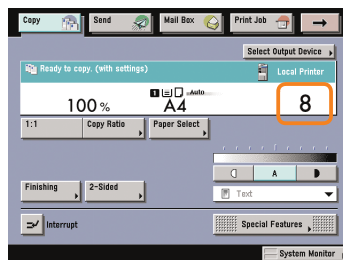 Copy
Send
Mail Box
Print Job
Select Output Device
Ready to copy. (with settings)
Local Printer
1
Auto
100 %
A4
8
1:1
Copy Ratio
Paper Select
A
Finishing
2-Sided
Text
Interrupt
Special Features
System Monitor